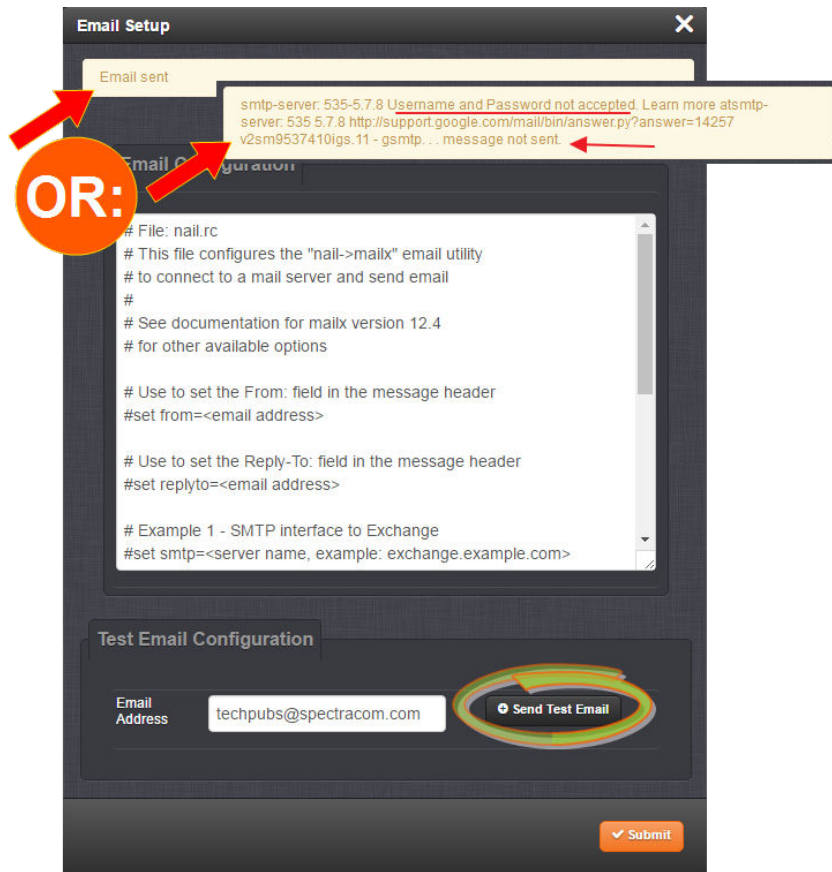 Email Setup
Email sent
smtp-server: 535-5.7.8 Username and Password not accepted. Learn more atsmtp-
server: 535 5.7.8 http://support.google.com/mail/bin/answer.py?answer=14257
v2sm9537410igs.11 - gsmtp. . . message not sent.
OR:
Email Configuration
# File: nail.rc
# This file configures the "nail->mailx" email utility
# to connect to a mail server and send email
#
# See documentation for mailx version 12.4
# for other available options
# Use to set the From: field in the message header
#set from=<email address>
# Use to set the Reply-To: field in the message header
#set replyto=<email address>
# Example 1 - SMTP interface to Exchange
#set smtp=<server name, example: exchange.example.com>
Test Email Configuration
Email
Address
techpubs@spectracom.com
Send Test Email
Submit